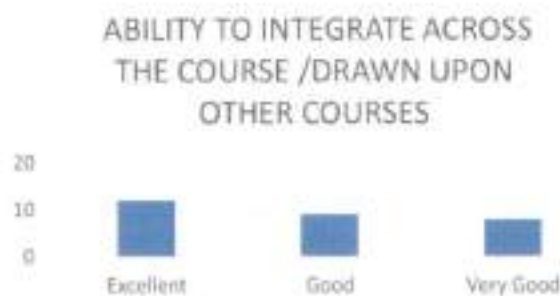 ABILITY TO INTEGRATE ACROSS
THE COURSE /DRAWN UPON
OTHER COURSES
20
10
0
Excellent
Good
Very Good